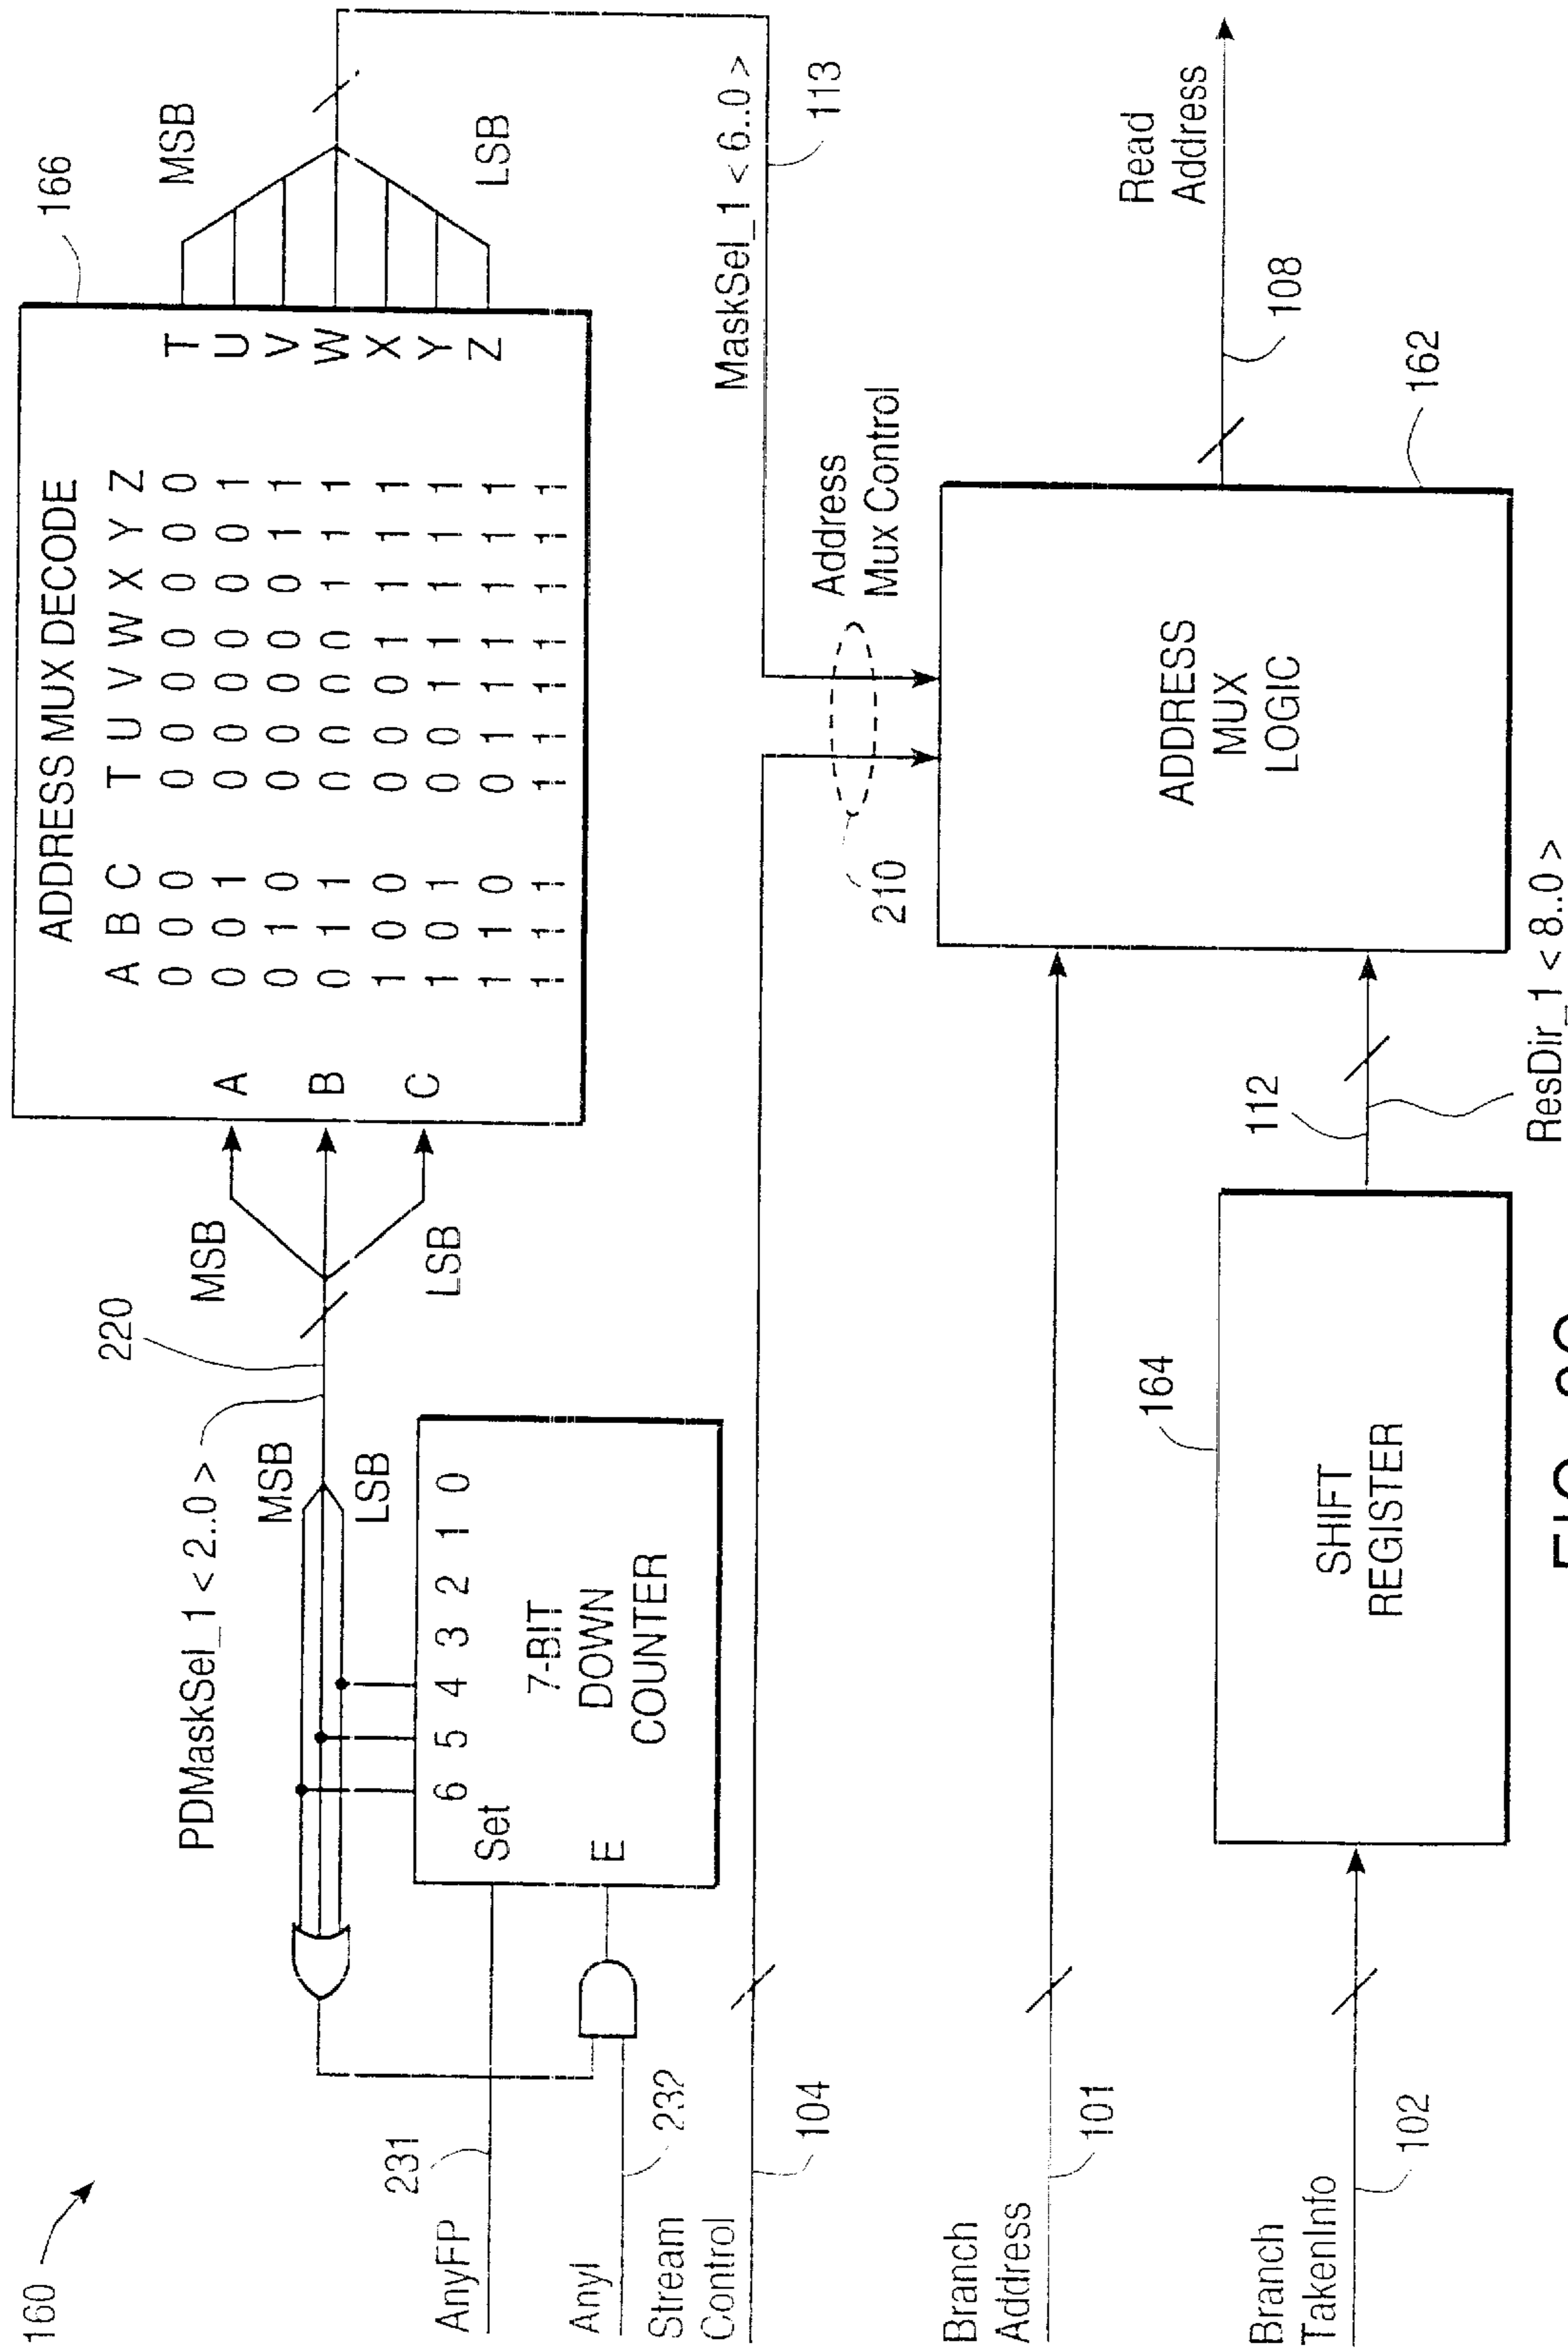 160
AnyFP
231
AnyI
232
Stream
Control
104
PDMaskSel_1 < 2..0 >
220
MSB
LSB
Set
E
6 5 4 3 2 1 0
7-BIT
DOWN
COUNTER
MSB
LSB
166
ADDRESS MUX DECODE
A
B
C
A B C T U V W X Y Z
0 0 0 0 0 0 0 0 0 0
0 0 1 0 0 0 0 0 0 1
0 1 0 0 0 0 0 0 1 1
0 1 1 0 0 0 0 1 1 1
1 0 0 0 0 0 1 1 1 1
1 0 1 0 0 1 1 1 1 1
1 1 0 0 1 1 1 1 1 1
1 1 1 1 1 1 1 1 1 1
T
U
V
W
X
Y
Z
MSB
LSB
MaskSel_1 < 6..0 >
113
210
Address
Mux Control
Branch
Address
101
Branch
TakenInfo
102
164
SHIFT
REGISTER
112
ResDir_1 < 8..0 >
ADDRESS
MUX
LOGIC
162
108
Read
Address